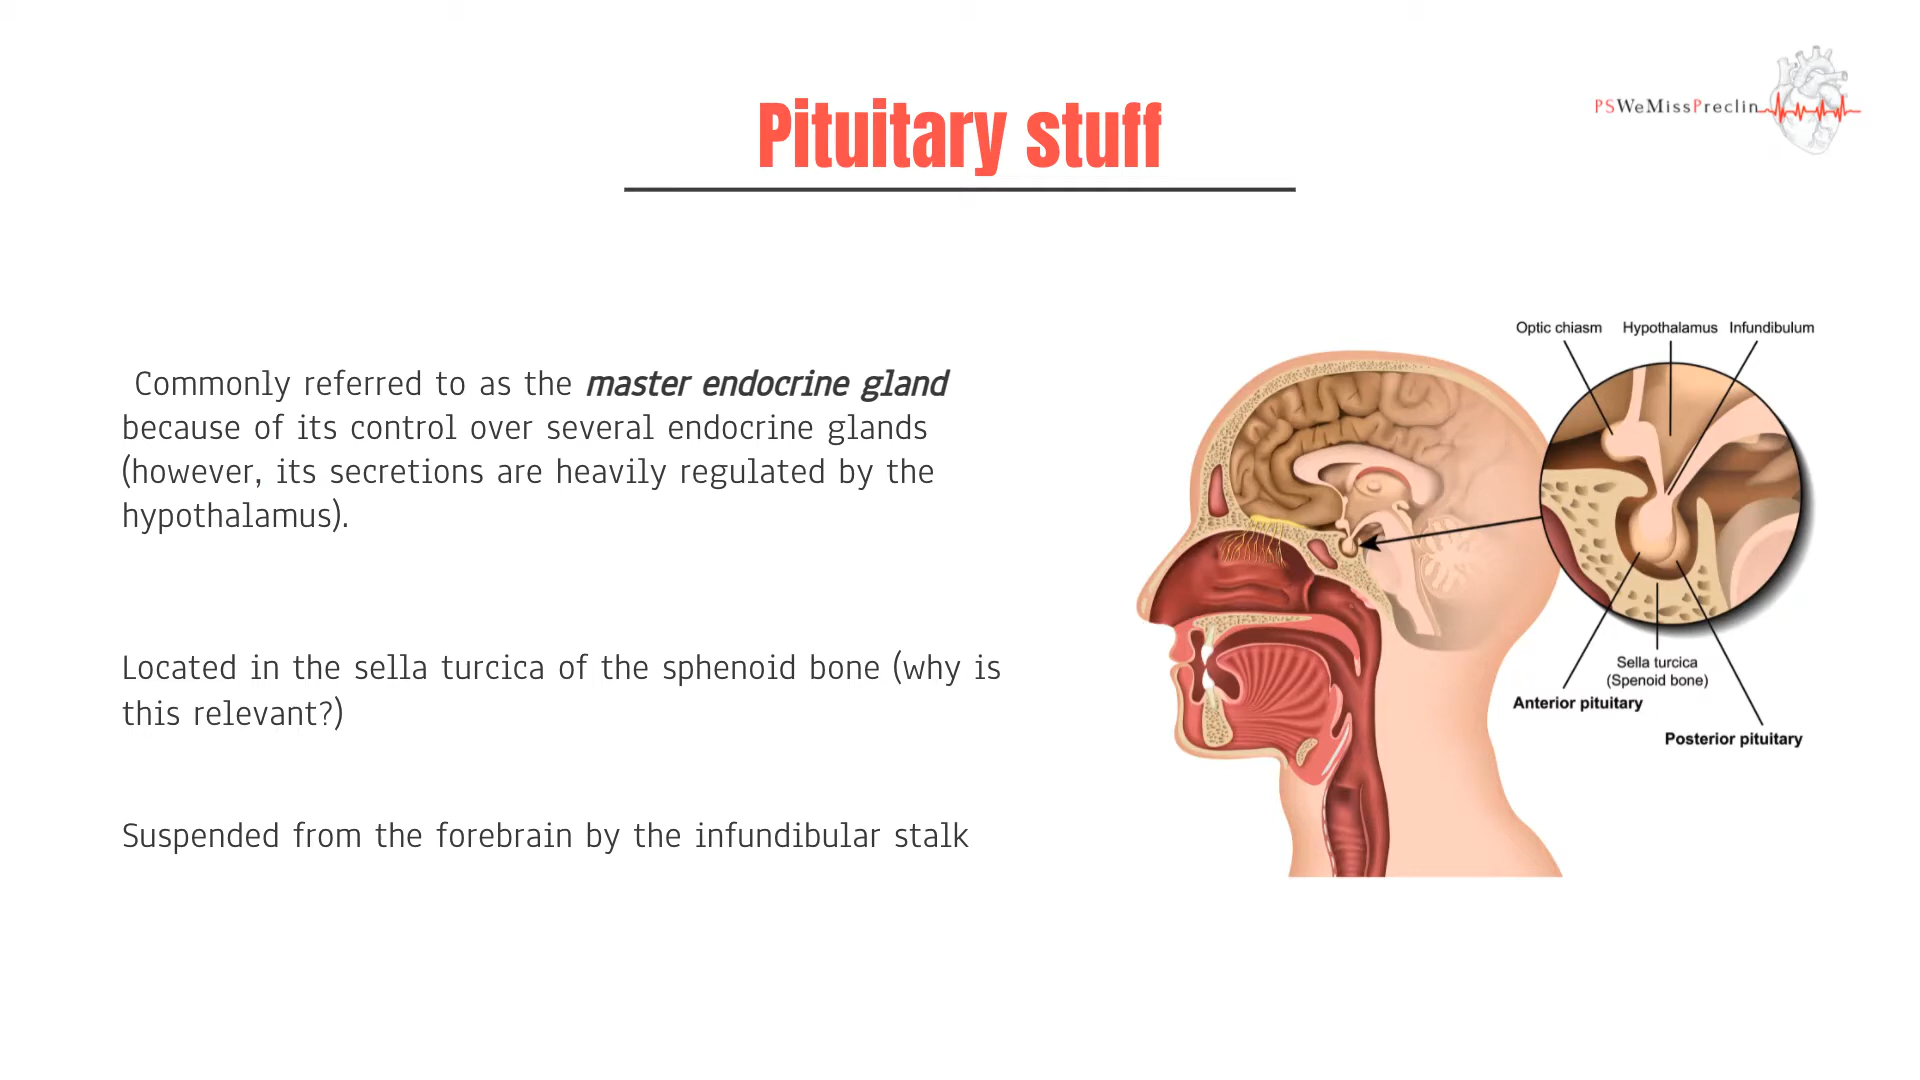 PSWeMissPreclin
Pituitary stuff
Commonly referred to as the master endocrine gland
because of its control over several endocrine glands
(however, its secretions are heavily regulated by the
hypothalamus).
Located in the sella turcica of the sphenoid bone (why is
this relevant?)
Suspended from the forebrain by the infundibular stalk
Optic chiasm
Hypothalamus
Infundibulum
Sella turcica
(Spenoid bone)
Anterior pituitary
Posterior pituitary